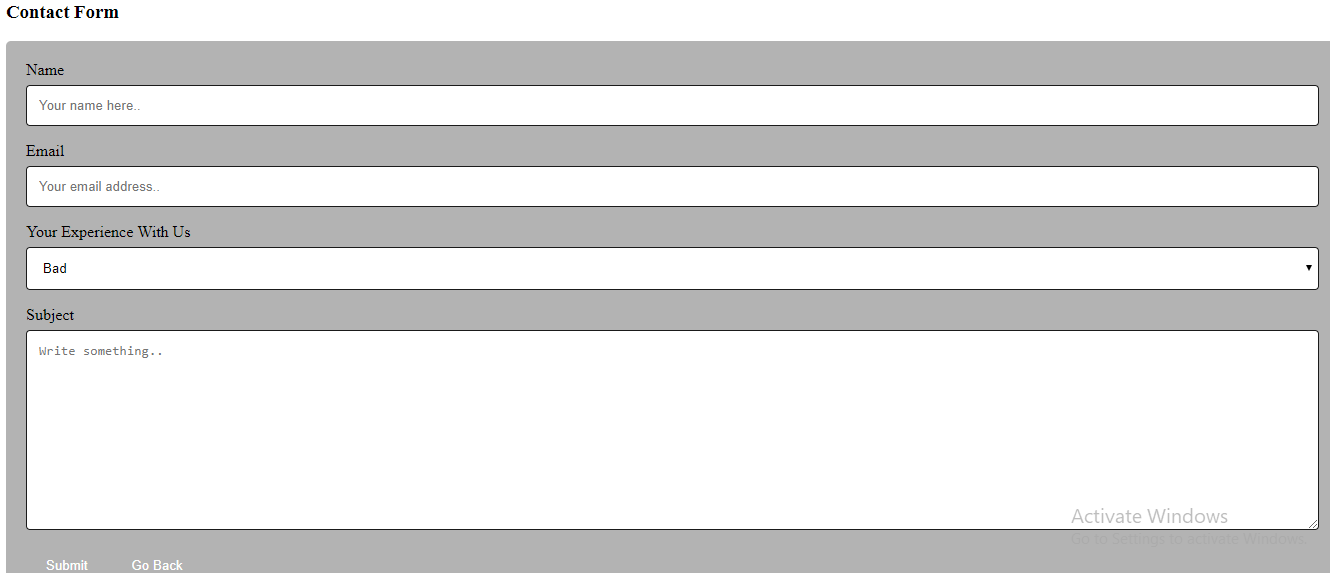 Contact Form
Name
Your name here..
Email
Your email address..
Your Experience With Us
Bad
Subject
Write something..
Activate Windows
Go to Settings to activate Windows.
Submit Go Back